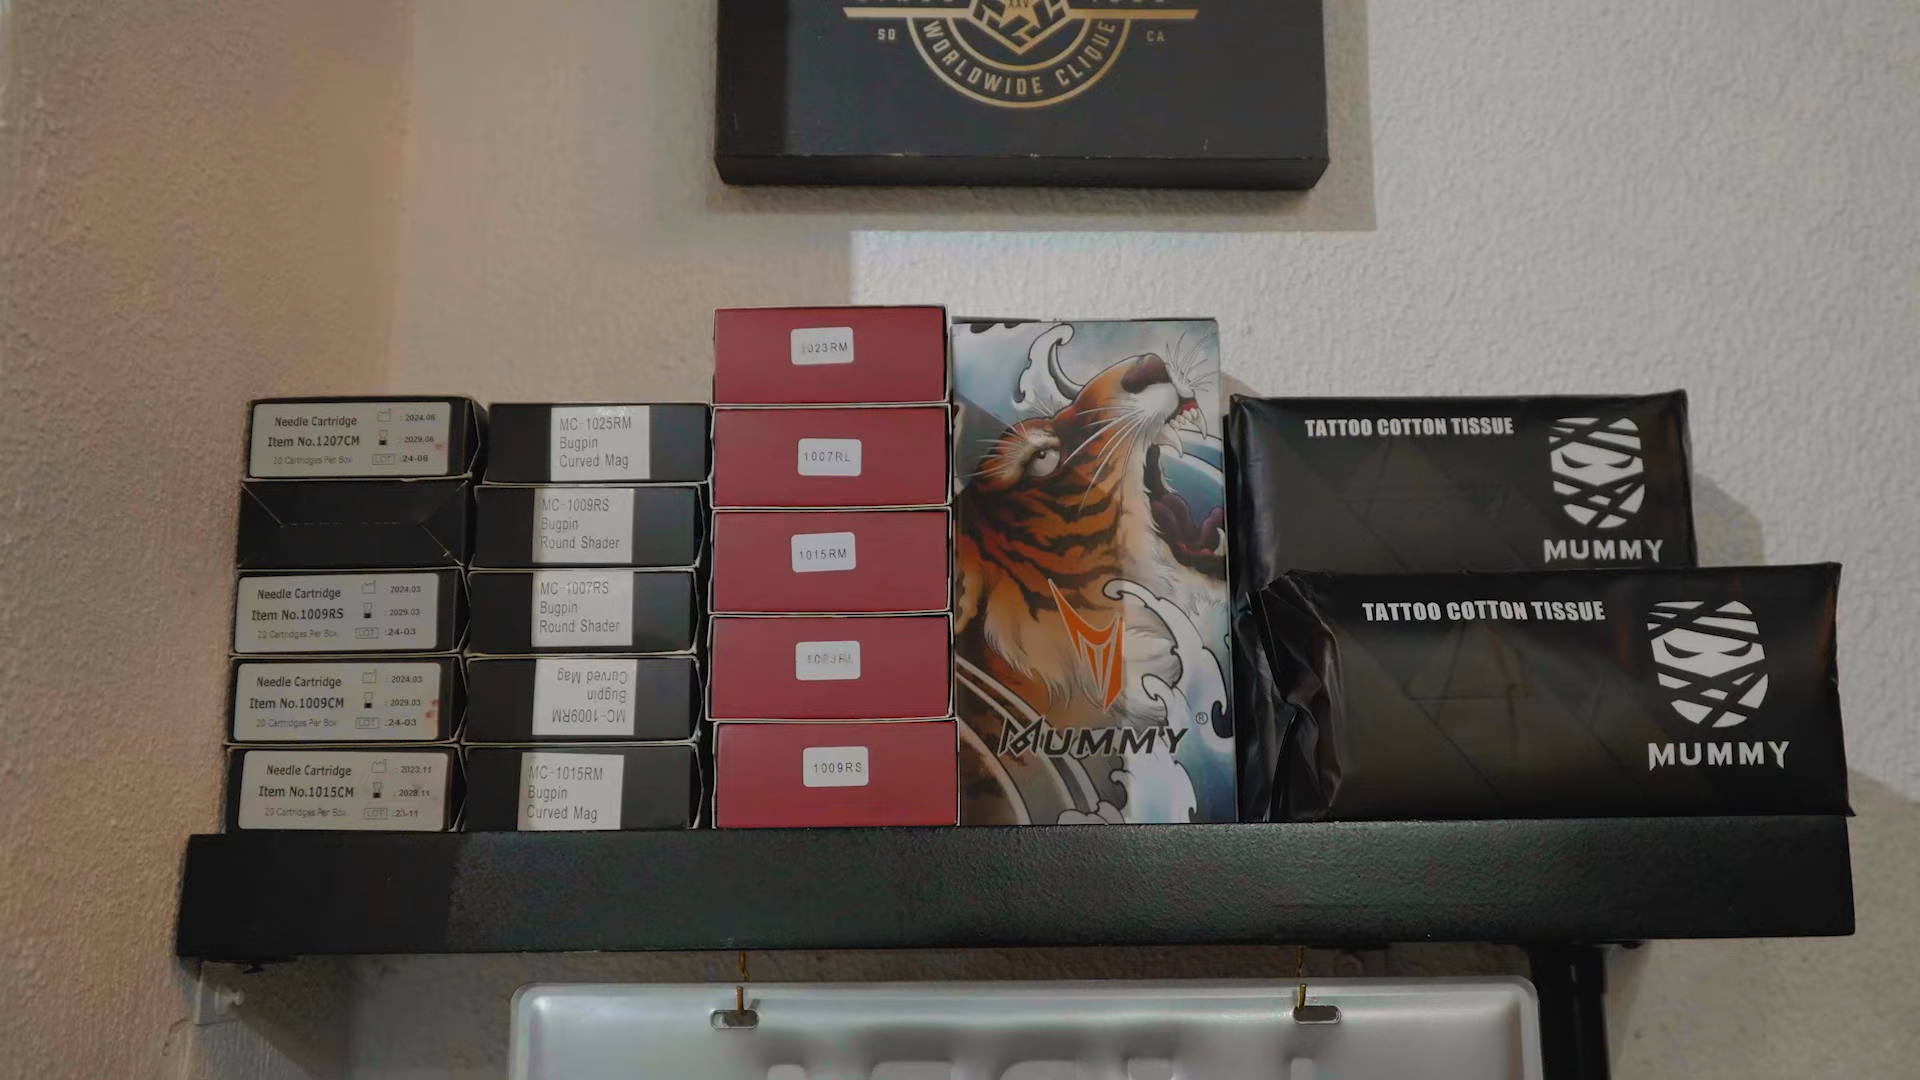 XXV
SD
CA
WORLDWIDE CLIQUE
Needle Cartridge
: 2024.06
Item No.1207CM
: 2029.06
20 Cartridges Per Box
LOT :24-06
Needle Cartridge
: 2024.03
Item No.1009RS
: 2029.03
20 Cartridges Per Box
LOT :24-03
Needle Cartridge
: 2024.03
Item No.1009CM
: 2029.03
20 Cartridges Per Box
LOT :24-03
Needle Cartridge
: 2023.11
Item No.1015CM
: 2028.11
20 Cartridges Per Box
LOT :23-11
MC-1025RM
Bugpin
Curved Mag
MC-1009RS
Bugpin
Round Shader
MC-1007RS
Bugpin
Round Shader
MC-1009RM
Bugpin
Curved Mag
MC-1015RM
Bugpin
Curved Mag
1023RM
1007RL
1015RM
1009RS
MUMMY ®
TATTOO COTTON TISSUE
MUMMY
TATTOO COTTON TISSUE
MUMMY